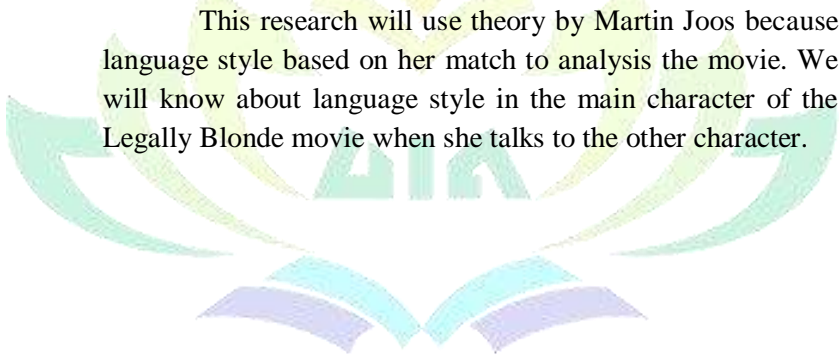 This research will use theory by Martin Joos because
language style based on her match to analysis the movie. We
will know about language style in the main character of the
Legally Blonde movie when she talks to the other character.